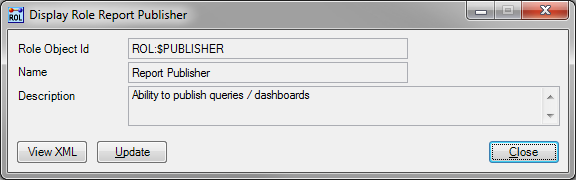 ROL Display Role Report Publisher
Role Object Id ROL:$PUBLISHER
Name Report Publisher
Description Ability to publish queries / dashboards
View XML Update Close